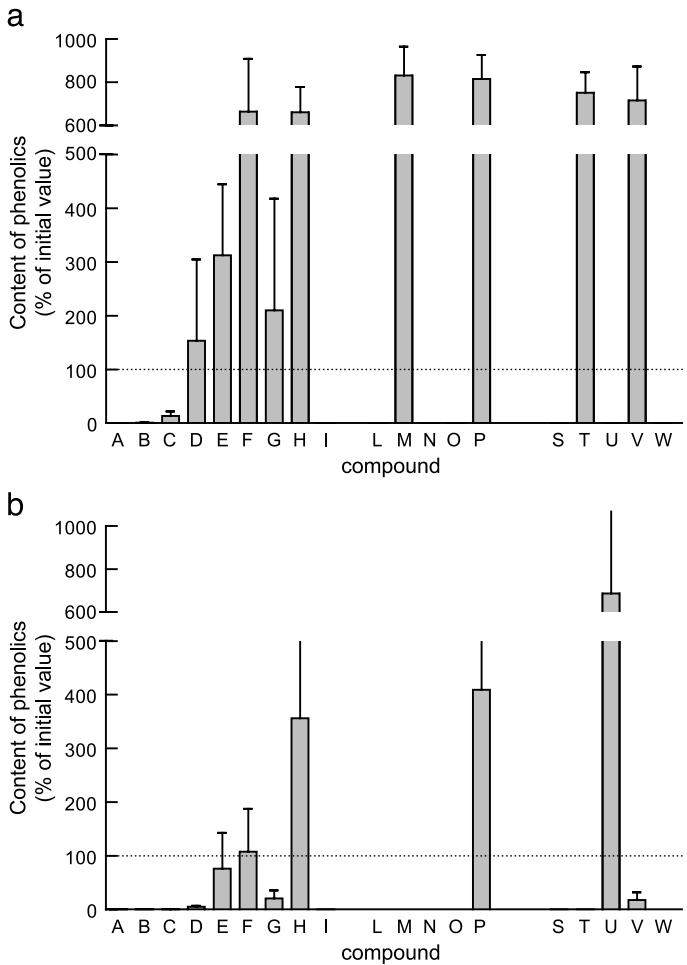 a
1000
800
600
500
400
300
200
100
0
Content of phenolics
(% of initial value)
A B C D E F G H I L M N O P S T U V W
compound
b
1000
800
600
500
400
300
200
100
0
Content of phenolics
(% of initial value)
A B C D E F G H I L M N O P S T U V W
compound